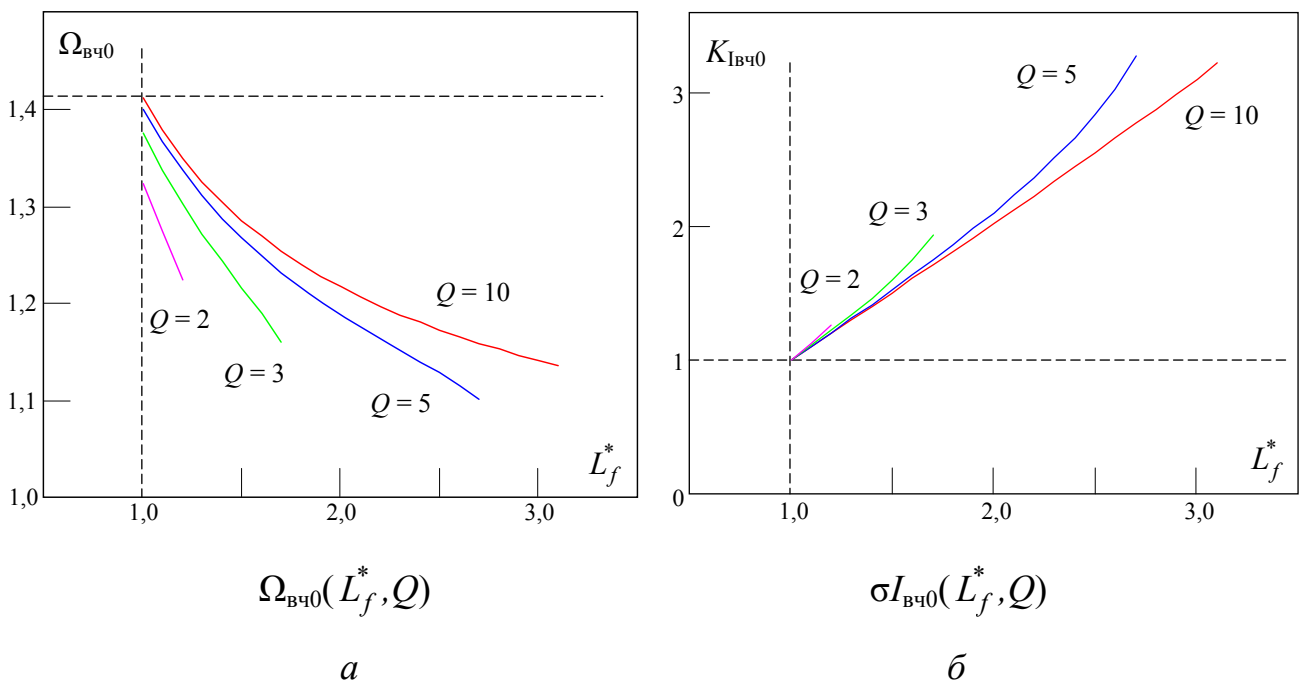 Ωвч0
1,4
1,3
1,2
1,1
1,0
Q = 10
Q = 2
Q = 3
Q = 5
L*f
1,0 2,0 3,0
Ωвч0(L*f,Q)
а
KIвч0
3
2
1
0
Q = 5
Q = 10
Q = 3
Q = 2
L*f
1,0 2,0 3,0
σIвч0(L*f,Q)
б